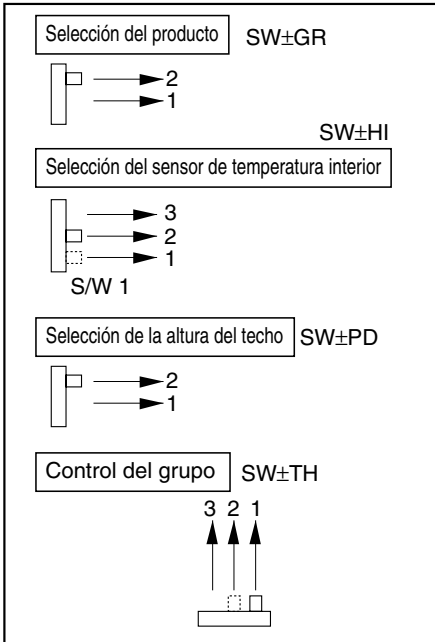 Selección del producto SW±GR
2
1
SW±HI
Selección del sensor de temperatura interior
3
2
1
S/W 1
Selección de la altura del techo SW±PD
2
1
Control del grupo SW±TH
3 2 1